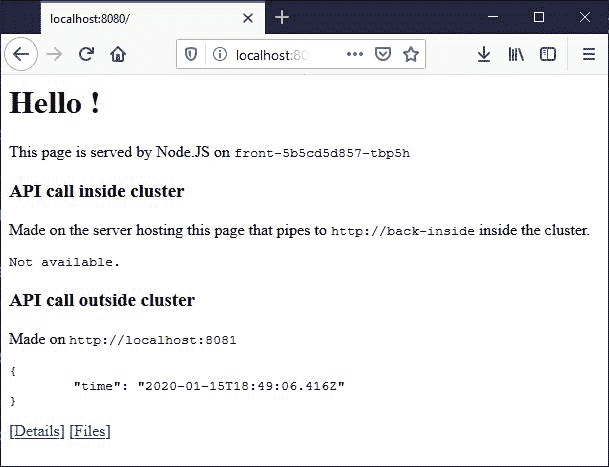 localhost:8080/
localhost:80
Hello !
This page is served by Node.JS on front-5b5cd5d857-tbp5h
API call inside cluster
Made on the server hosting this page that pipes to http://back-inside inside the cluster.
Not available.
API call outside cluster
Made on http://localhost:8081
{
"time": "2020-01-15T18:49:06.416Z"
}
[Details] [Files]